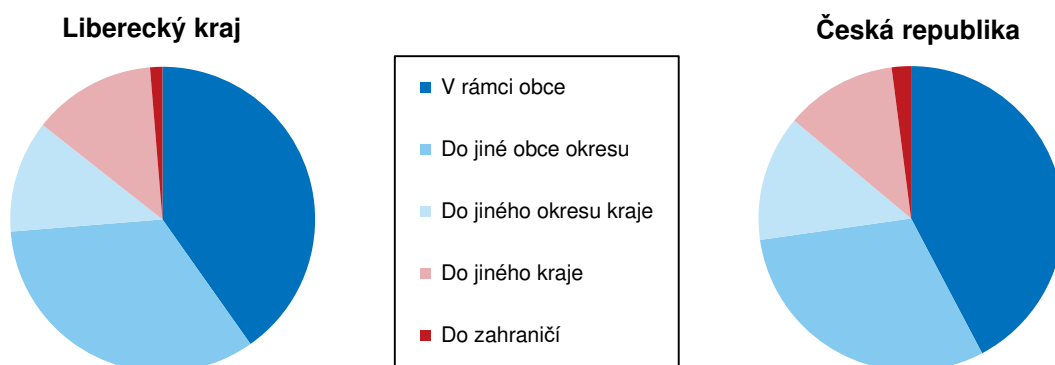 Liberecký kraj
Česká republika
V rámci obce
Do jiné obce okresu
Do jiného okresu kraje
Do jiného kraje
Do zahraničí